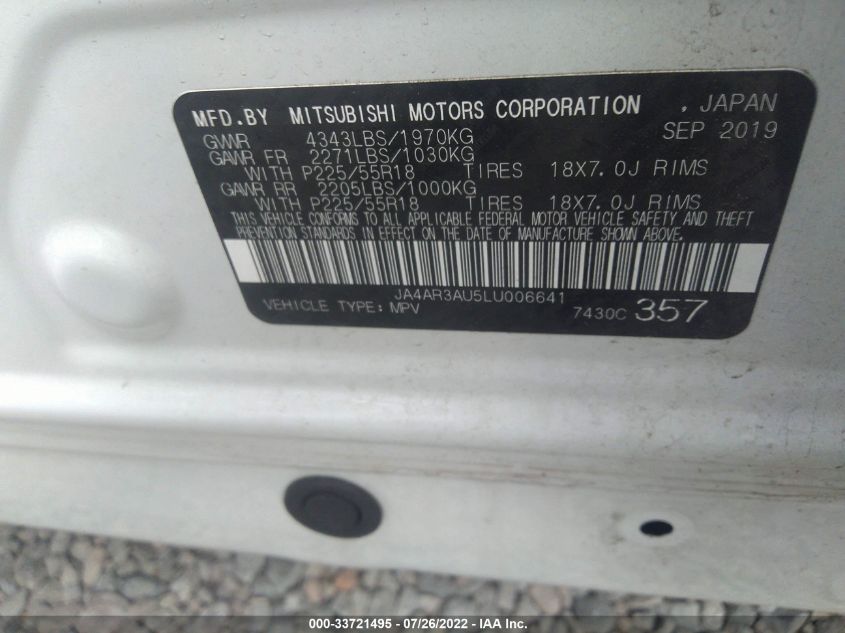 MFD.BY MITSUBISHI MOTORS CORPORATION , JAPAN
GVWR 4343LBS/1970KG SEP 2019
GAWR FR 2271LBS/1030KG
WITH P225/55R18 TIRES 18X7.0J RIMS
GAWR RR 2205LBS/1000KG
WITH P225/55R18 TIRES 18X7.0J RIMS
THIS VEHICLE CONFORMS TO ALL APPLICABLE FEDERAL MOTOR VEHICLE SAFETY AND THEFT
PREVENTION STANDARDS IN EFFECT ON THE DATE OF MANUFACTURE SHOWN ABOVE.
JA4AR3AU5LU006641
VEHICLE TYPE: MPV 7430C 357
000-33721495 - 07/26/2022 - IAA Inc.